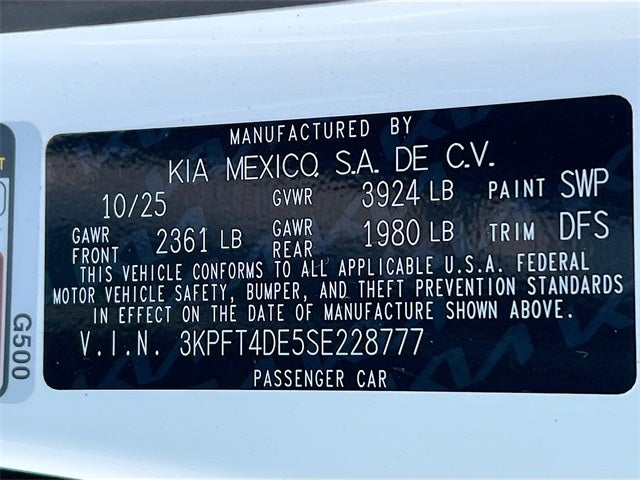 MANUFACTURED BY
KIA MEXICO, S.A. DE C.V.
10/25 GVWR 3924 LB PAINT SWP
GAWR FRONT 2361 LB GAWR REAR 1980 LB TRIM DFS
THIS VEHICLE CONFORMS TO ALL APPLICABLE U.S.A. FEDERAL
MOTOR VEHICLE SAFETY, BUMPER, AND THEFT PREVENTION STANDARDS
IN EFFECT ON THE DATE OF MANUFACTURE SHOWN ABOVE.
V.I.N. 3KPFT4DE5SE228777
PASSENGER CAR
G500